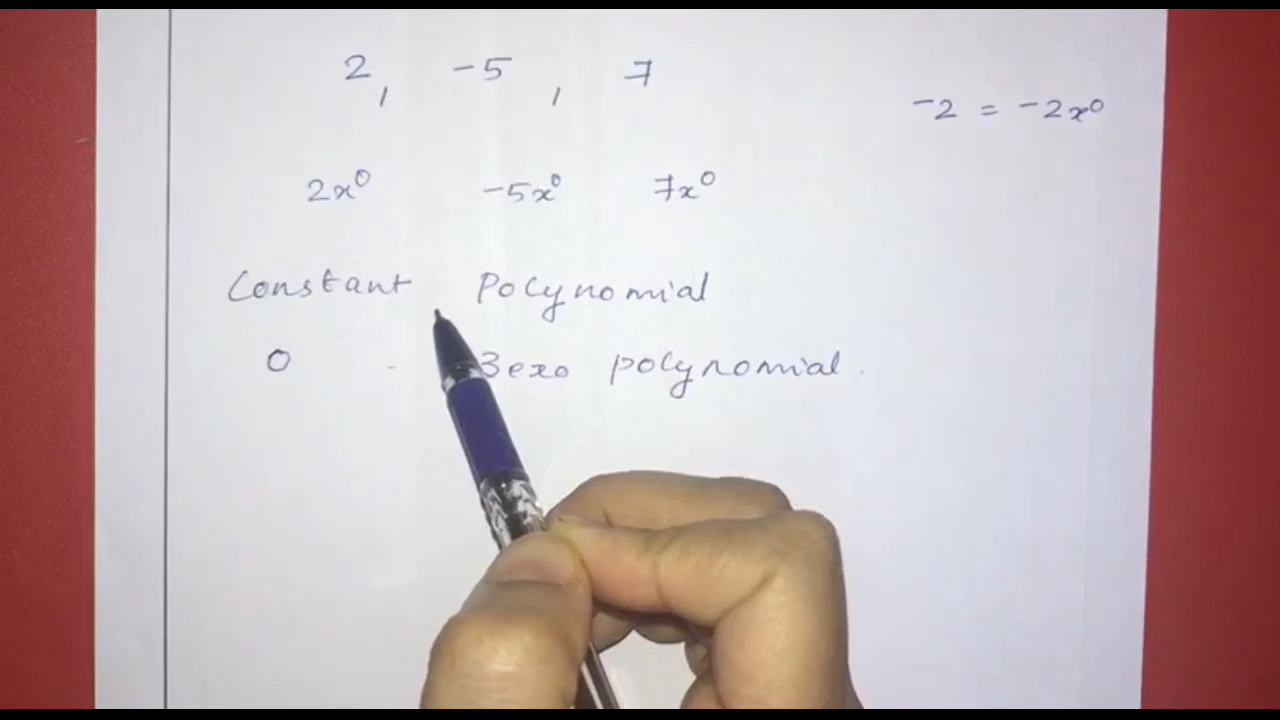 2, -5, 7
-2 = -2x⁰
2x⁰ -5x⁰ 7x⁰
Constant Polynomial
0 zero polynomial.